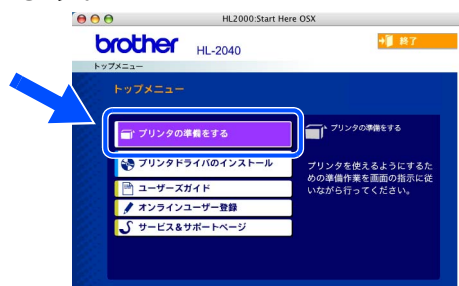 HL2000:Start Here OSX
brother HL-2040
終了
トップメニュー
トップメニュー
プリンタの準備をする
プリンタドライバのインストール
ユーザーズガイド
オンラインユーザー登録
サービス&サポートページ
プリンタの準備をする
プリンタを使えるようにするた
めの準備作業を画面の指示に従
いながら行ってください。